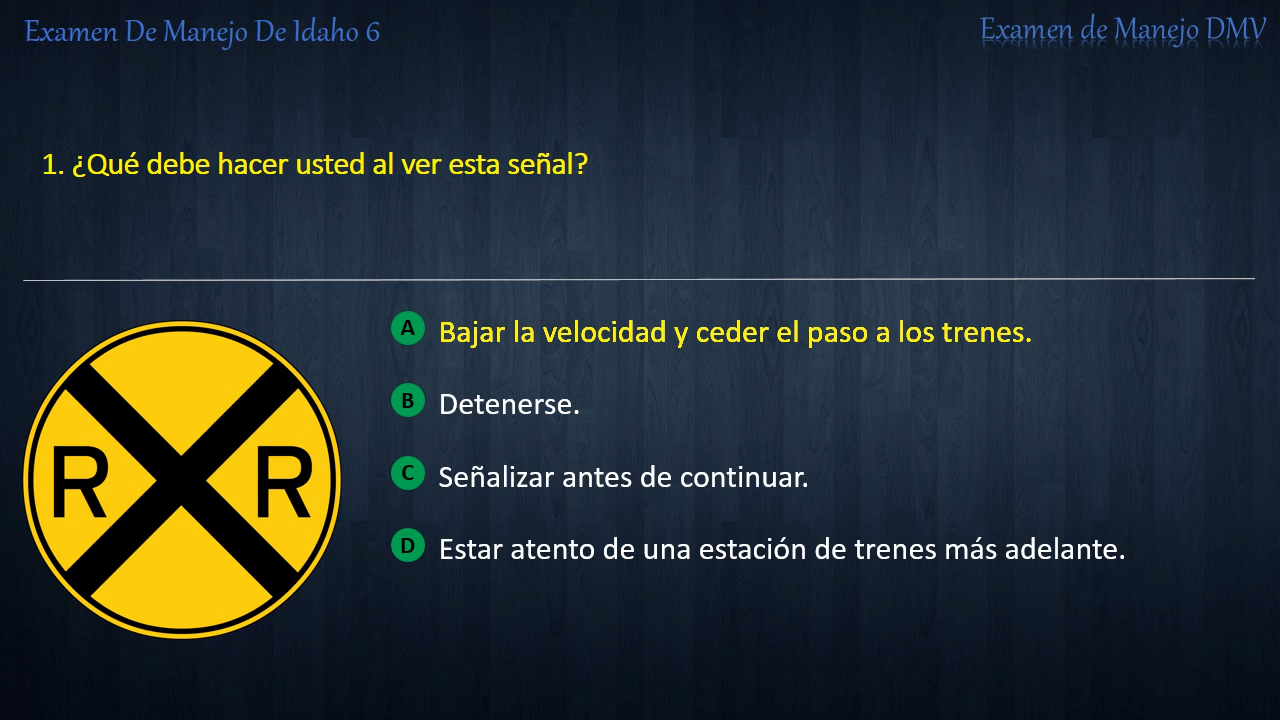 Examen De Manejo De Idaho 6
Examen de Manejo DMV
1. ¿Qué debe hacer usted al ver esta señal?
A Bajar la velocidad y ceder el paso a los trenes.
B Detenerse.
C Señalizar antes de continuar.
D Estar atento de una estación de trenes más adelante.
R R